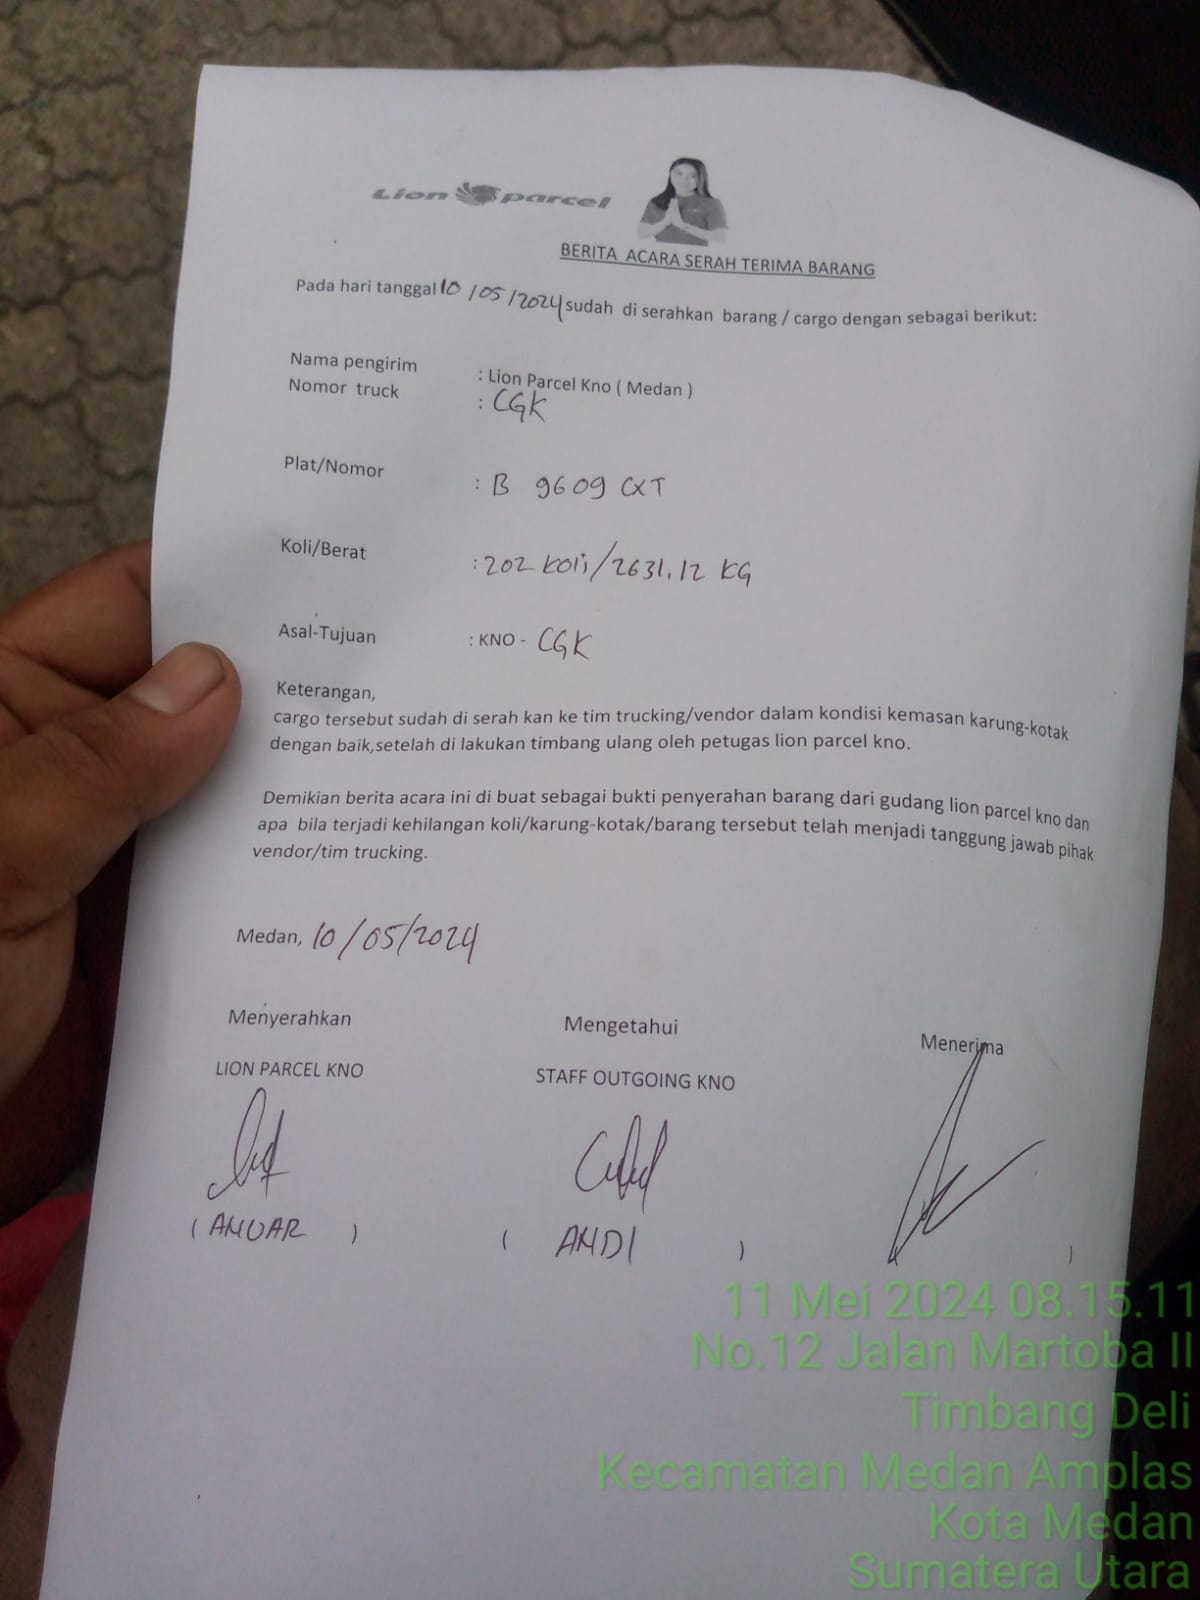 Lion parcel
BERITA ACARA SERAH TERIMA BARANG
Pada hari tanggal 10/05/2024 sudah di serahkan barang / cargo dengan sebagai berikut:
Nama pengirim : Lion Parcel Kno ( Medan )
Nomor truck : CGK
Plat/Nomor : B 9609 CXT
Koli/Berat : 202 Koli/2631,12 KG
Asal-Tujuan : KNO - CGK
Keterangan,
cargo tersebut sudah di serah kan ke tim trucking/vendor dalam kondisi kemasan karung-kotak
dengan baik,setelah di lakukan timbang ulang oleh petugas lion parcel kno.
Demikian berita acara ini di buat sebagai bukti penyerahan barang dari gudang lion parcel kno dan
apa bila terjadi kehilangan koli/karung-kotak/barang tersebut telah menjadi tanggung jawab pihak
vendor/tim trucking.
Medan, 10/05/2024
Menyerahkan Mengetahui Menerima
LION PARCEL KNO STAFF OUTGOING KNO
( ANUAR ) ( ANDI ) )
11 Mei 2024 08.15.11
No.12 Jalan Martoba II
Timbang Deli
Kecamatan Medan Amplas
Kota Medan
Sumatera Utara